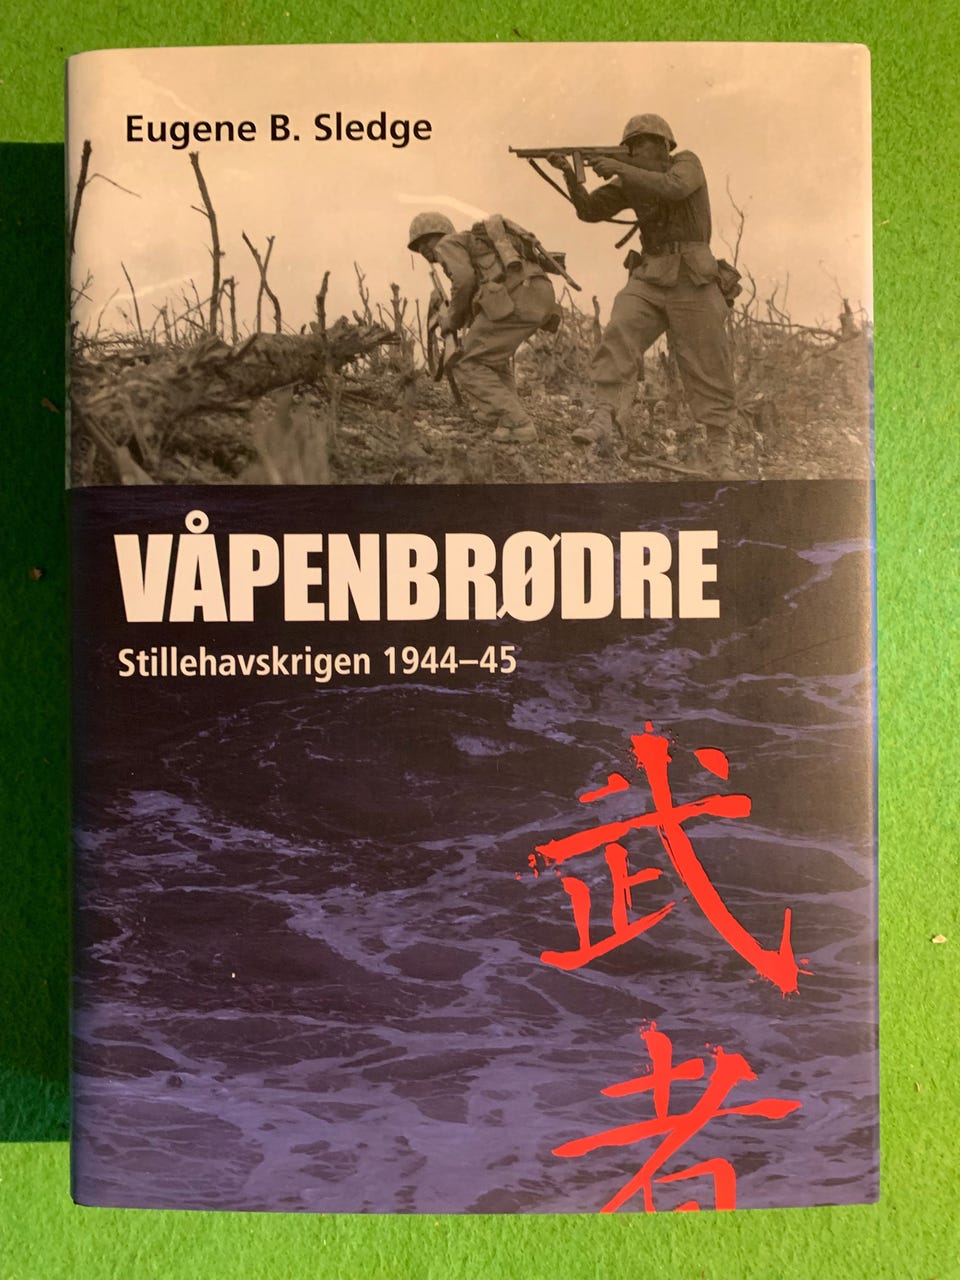 Eugene B. Sledge
VÅPENBRØDRE
Stillehavskrigen 1944–45
武
者